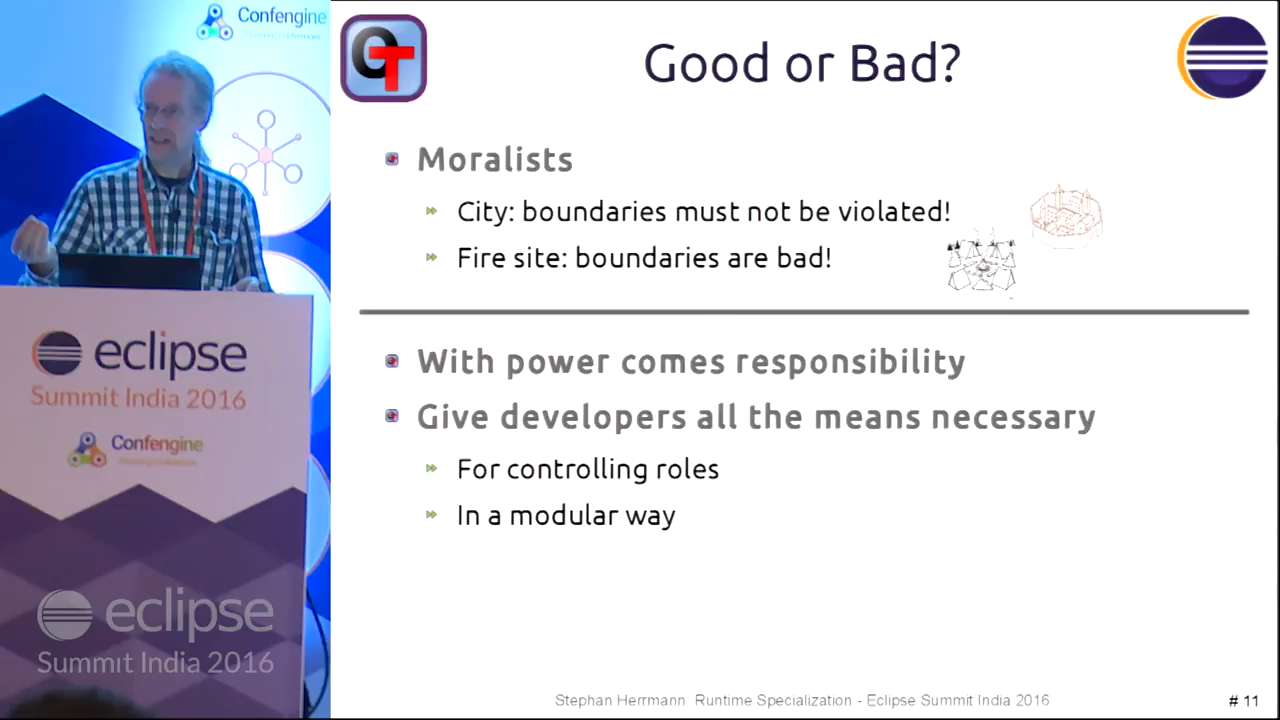 Confengine
OT
Good or Bad?
Moralists
City: boundaries must not be violated!
Fire site: boundaries are bad!
With power comes responsibility
Give developers all the means necessary
For controlling roles
In a modular way
Stephan Herrmann Runtime Specialization - Eclipse Summit India 2016
# 11
eclipse
Summit India 2016
Confengine
eclipse
Summit India 2016